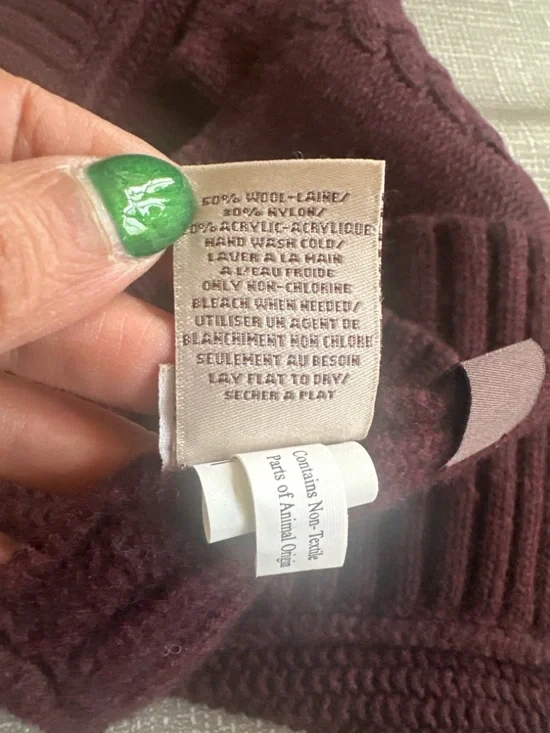 50% WOOL-LAINE/
30% NYLON/
0% ACRYLIC-ACRYLIQUE
HAND WASH COLD/
LAVER A LA MAIN
A L'EAU FROIDE
ONLY NON-CHLORINE
BLEACH WHEN NEEDED/
UTILISER UN AGENT DE
BLANCHIMENT NON CHLORE
SEULEMENT AU BESOIN
LAY FLAT TO DRY/
SECHER A PLAT
Contains Non-Textile
Parts of Animal Origin